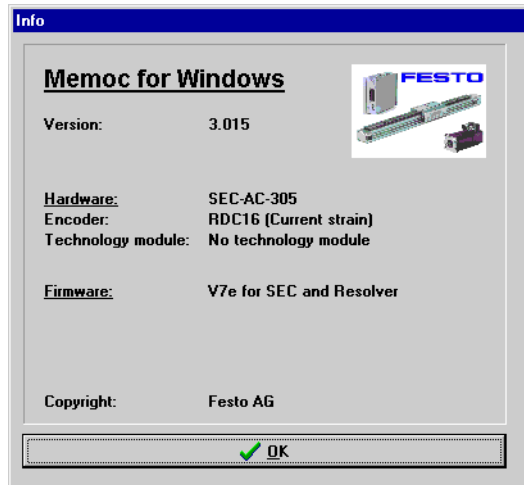 Info
Memoc for Windows
FESTO
Version: 3.015
Hardware: SEC-AC-305
Encoder: RDC16 (Current strain)
Technology module: No technology module
Firmware: V7e for SEC and Resolver
Copyright: Festo AG
OK